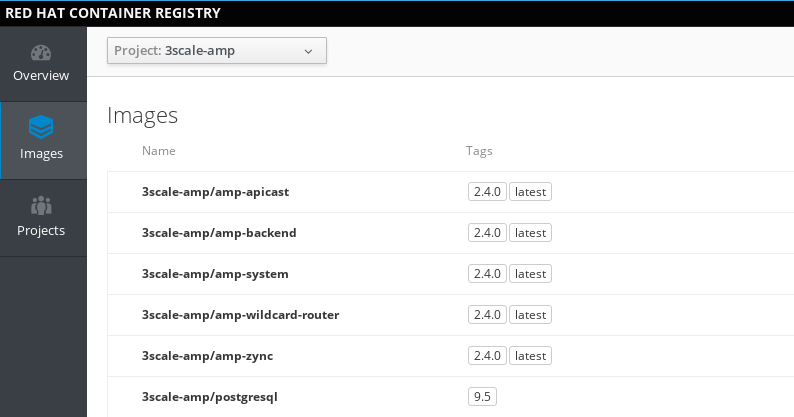 RED HAT CONTAINER REGISTRY
Overview
Images
Projects
Project: 3scale-amp
Images
Name Tags
3scale-amp/amp-apicast 2.4.0 latest
3scale-amp/amp-backend 2.4.0 latest
3scale-amp/amp-system 2.4.0 latest
3scale-amp/amp-wildcard-router 2.4.0 latest
3scale-amp/amp-zync 2.4.0 latest
3scale-amp/postgresql 9.5